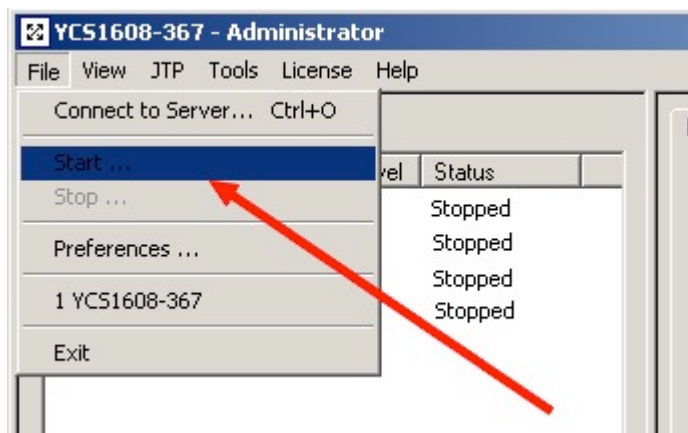 YCS1608-367 - Administrator
File View JTP Tools License Help
Connect to Server... Ctrl+O
Start ...
Stop ...
Preferences ...
1 YCS1608-367
Exit
Status
Stopped
Stopped
Stopped
Stopped